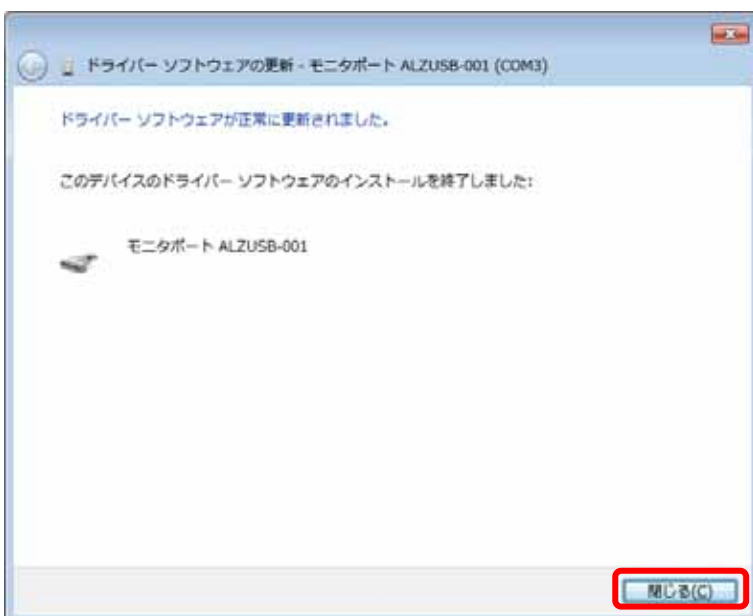 ドライバー ソフトウェアの更新 - モニタポート ALZUSB-001 (COM3)
ドライバー ソフトウェアが正常に更新されました。
このデバイスのドライバー ソフトウェアのインストールを終了しました:
モニタポート ALZUSB-001
閉じる(C)